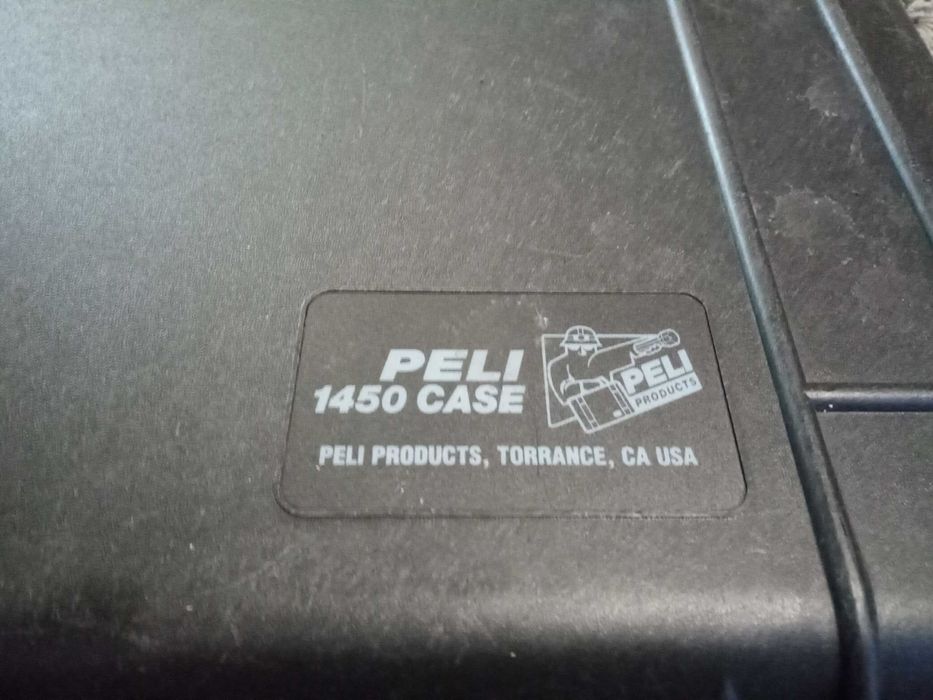 PELI
1450 CASE
PELI
PRODUCTS
PELI PRODUCTS, TORRANCE, CA USA